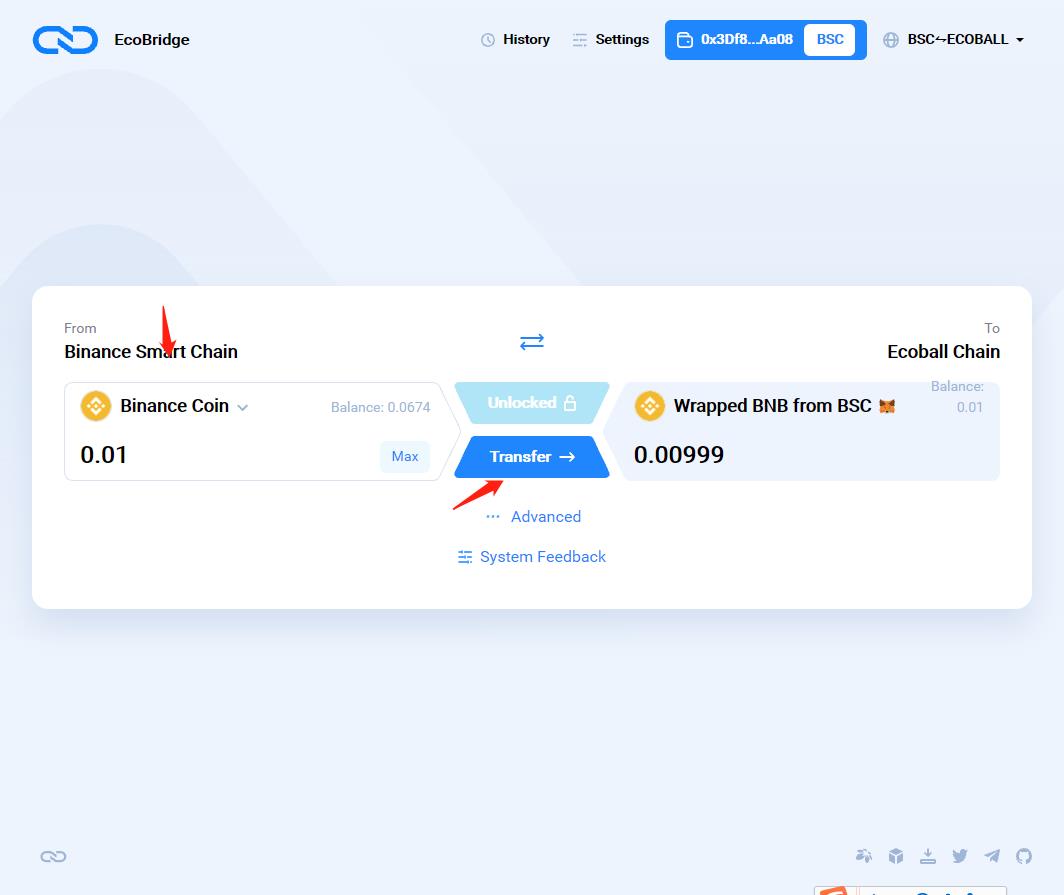 EcoBridge
History
Settings
0x3Df8...Aa08
BSC
BSC⤳ECOBALL
From
To
Binance Smart Chain
Ecoball Chain
Binance Coin
Balance: 0.0674
Unlocked
Wrapped BNB from BSC
Balance:
0.01
0.01
Max
Transfer
0.00999
... Advanced
System Feedback